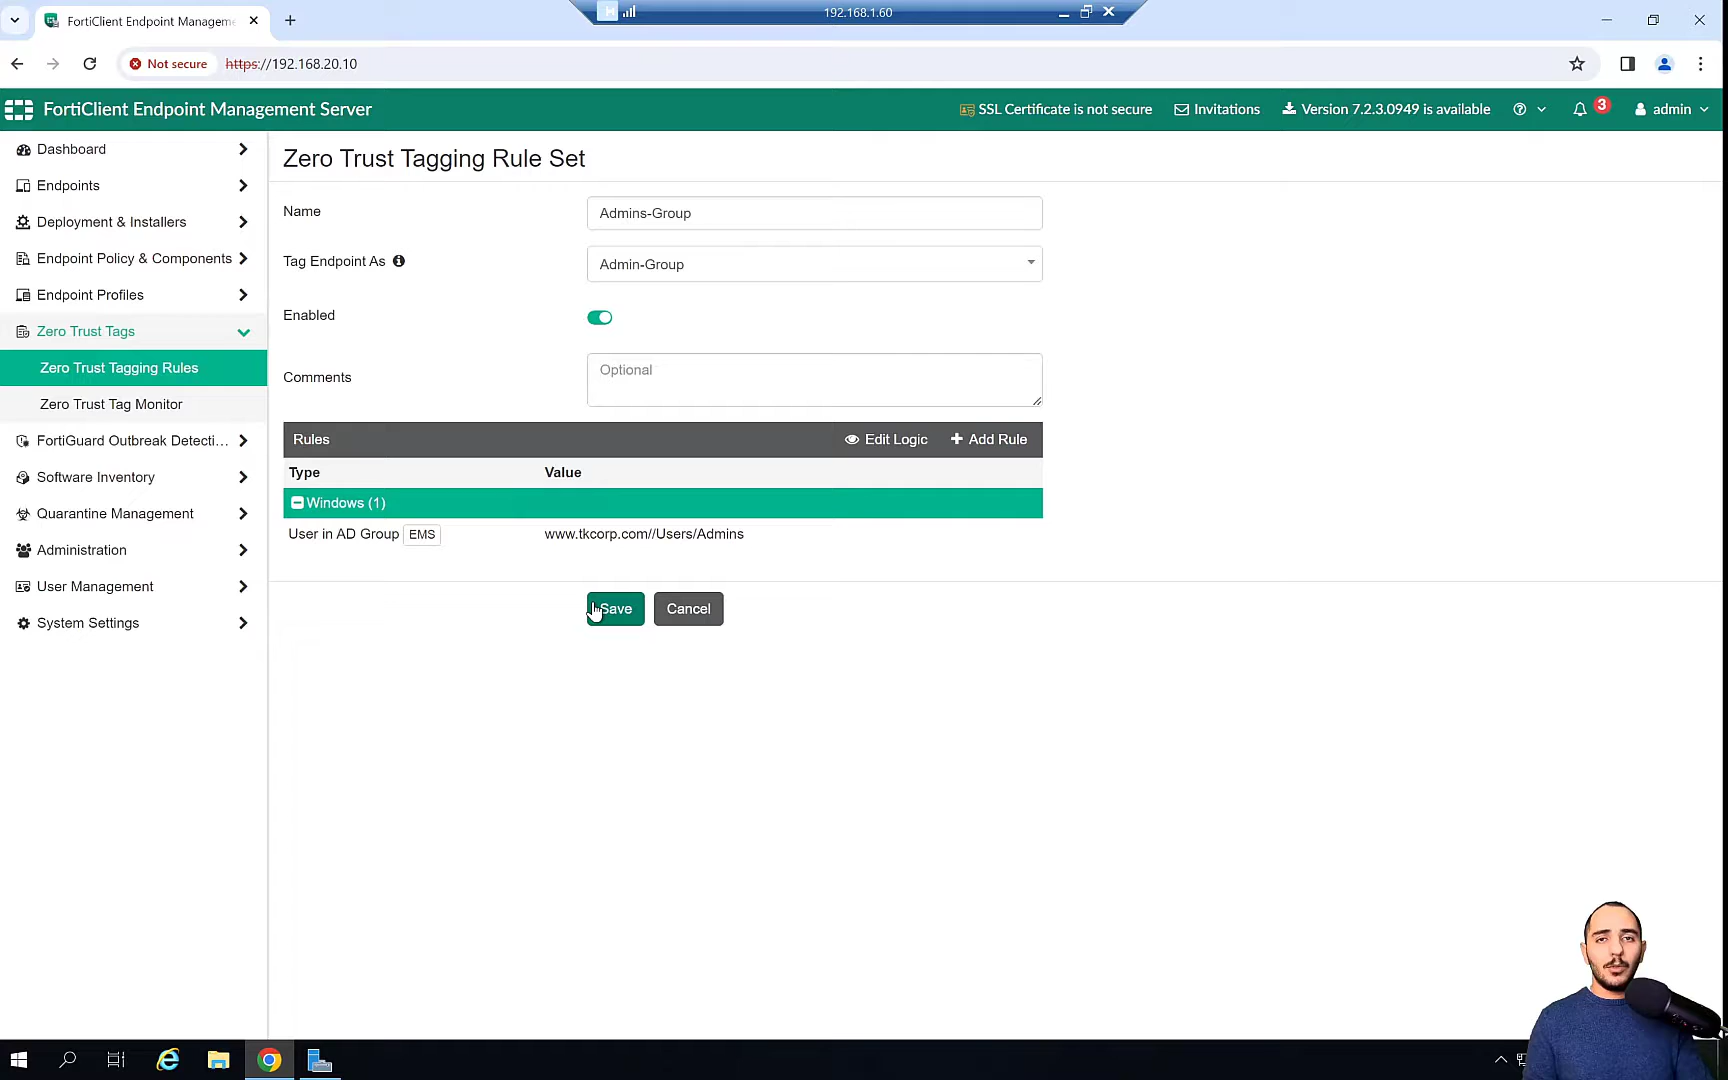 FortiClient Endpoint Manageme
192.168.1.60
Not secure
https://192.168.20.10
FortiClient Endpoint Management Server
SSL Certificate is not secure
Invitations
Version 7.2.3.0949 is available
3
admin
Dashboard
Endpoints
Deployment & Installers
Endpoint Policy & Components
Endpoint Profiles
Zero Trust Tags
Zero Trust Tagging Rules
Zero Trust Tag Monitor
FortiGuard Outbreak Detecti...
Software Inventory
Quarantine Management
Administration
User Management
System Settings
Zero Trust Tagging Rule Set
Name
Admins-Group
Tag Endpoint As
Admin-Group
Enabled
Comments
Optional
Rules
Edit Logic
Add Rule
Type Value
Windows (1)
User in AD Group EMS www.tkcorp.com//Users/Admins
Save
Cancel